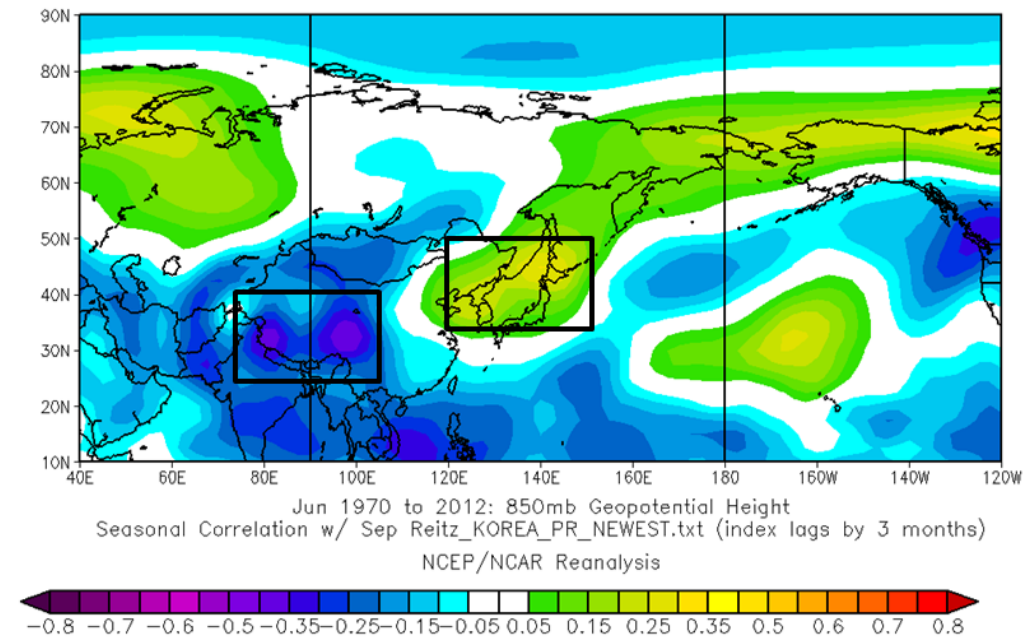 90N
80N
70N
60N
50N
40N
30N
20N
10N
40E 60E 80E 100E 120E 140E 160E 180 160W 140W 120W
Jun 1970 to 2012: 850mb Geopotential Height
Seasonal Correlation w/ Sep Reitz_KOREA_PR_NEWEST.txt (index lags by 3 months)
NCEP/NCAR Reanalysis
-0.8 -0.7 -0.6 -0.5 -0.35 -0.25 -0.15 -0.05 0.05 0.15 0.25 0.35 0.5 0.6 0.7 0.8